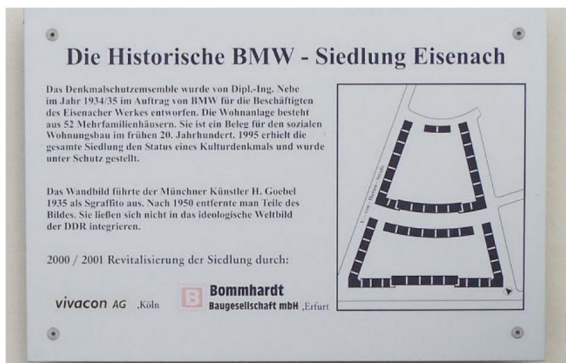 Die Historische BMW - Siedlung Eisenach
Das Denkmalschutzensemble wurde von Dipl.-Ing. Nebe
im Jahr 1934/35 im Auftrag von BMW für die Beschäftigten
des Eisenacher Werkes entworfen. Die Wohnanlage besteht
aus 52 Mehrfamilienhäusern. Sie ist ein Beleg für den sozialen
Wohnungsbau im frühen 20. Jahrhundert. 1995 erhielt die
gesamte Siedlung den Status eines Kulturdenkmals und wurde
unter Schutz gestellt.
Das Wandbild führte der Münchner Künstler H. Goebel
1935 als Sgraffito aus. Nach 1950 entfernte man Teile des
Bildes. Sie ließen sich nicht in das ideologische Weltbild
der DDR integrieren.
2000 / 2001 Revitalisierung der Siedlung durch:
vivacon AG ,Köln
B Bommhardt
Baugesellschaft mbH ,Erfurt